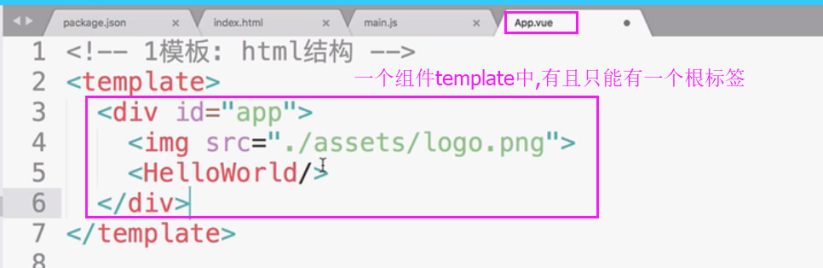 package.json × index.html × main.js × App.vue
1 <!-- 1模板: html结构 -->
2 <template>
一个组件template中,有且只能有一个根标签
3 <div id="app">
4 <img src="./assets/logo.png">
5 <HelloWorld/>
6 </div>
7 </template>
8